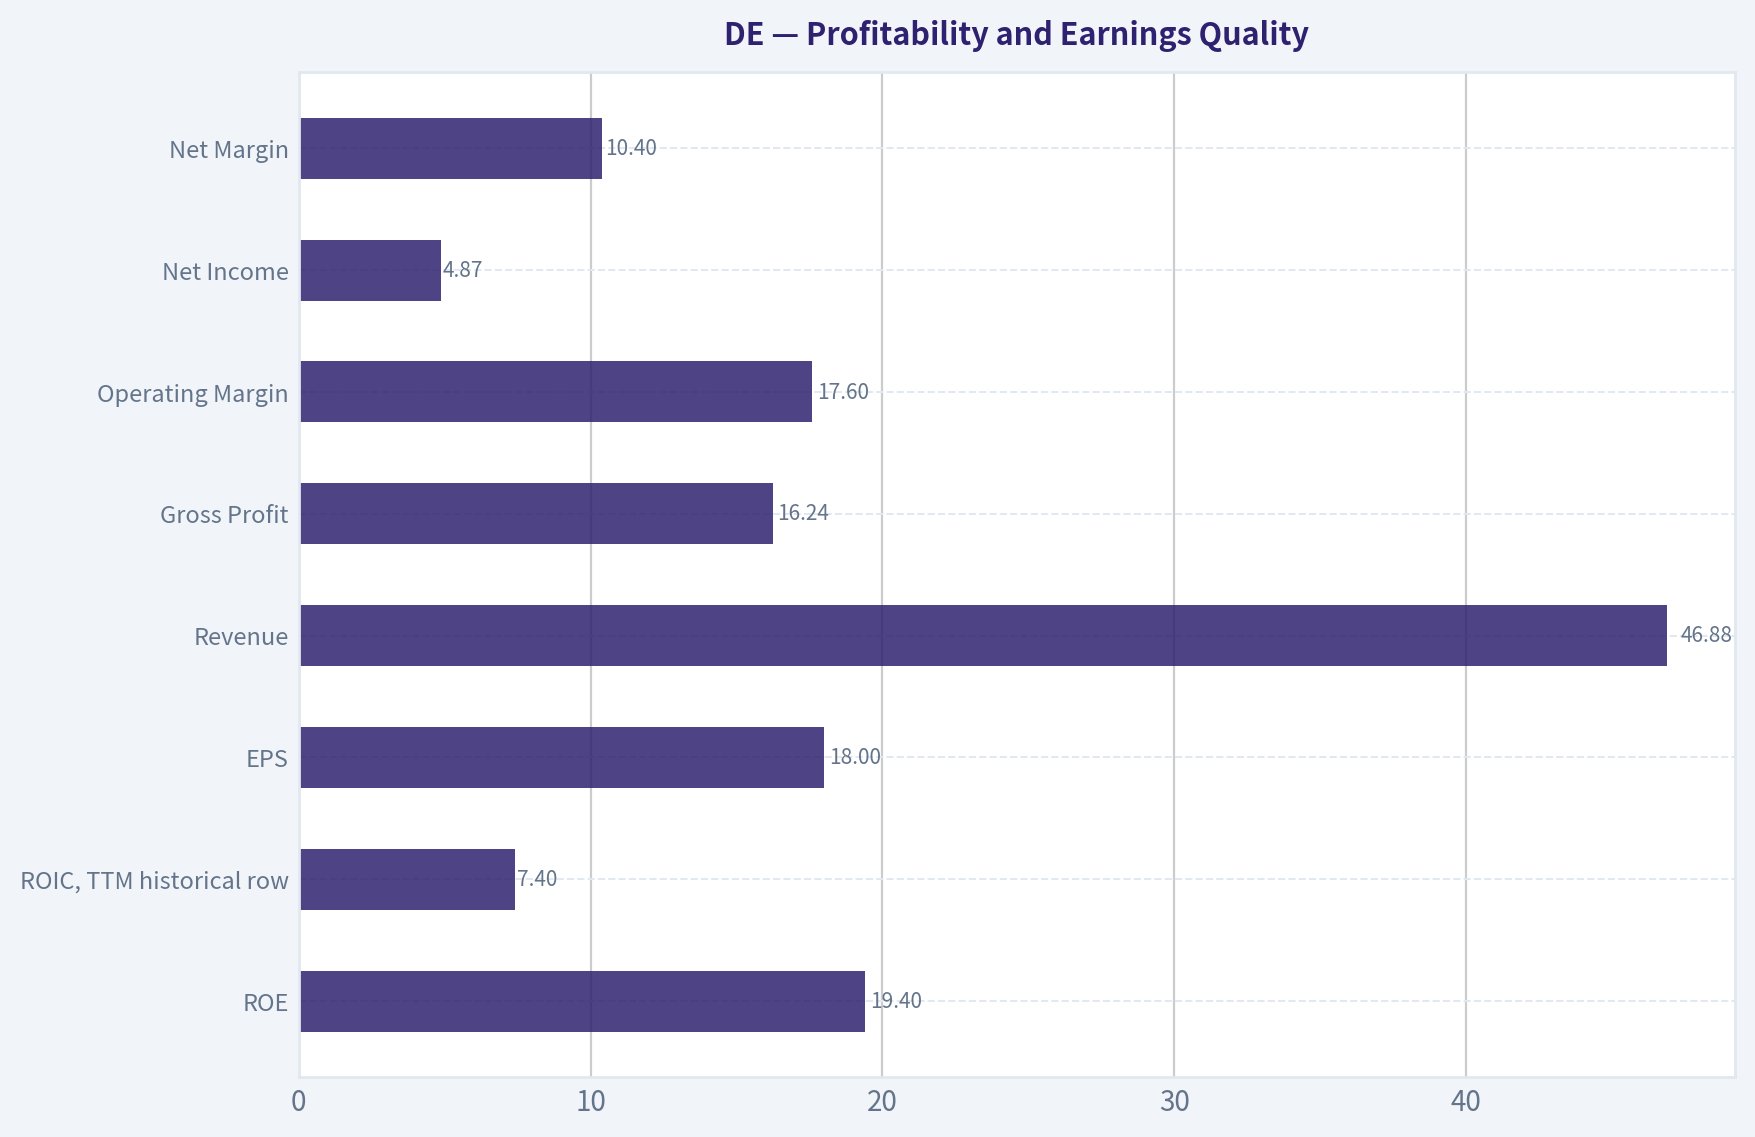 DE — Profitability and Earnings Quality
Net Margin 10.40
Net Income 4.87
Operating Margin 17.60
Gross Profit 16.24
Revenue 46.88
EPS 18.00
ROIC, TTM historical row 7.40
ROE 19.40
0 10 20 30 40